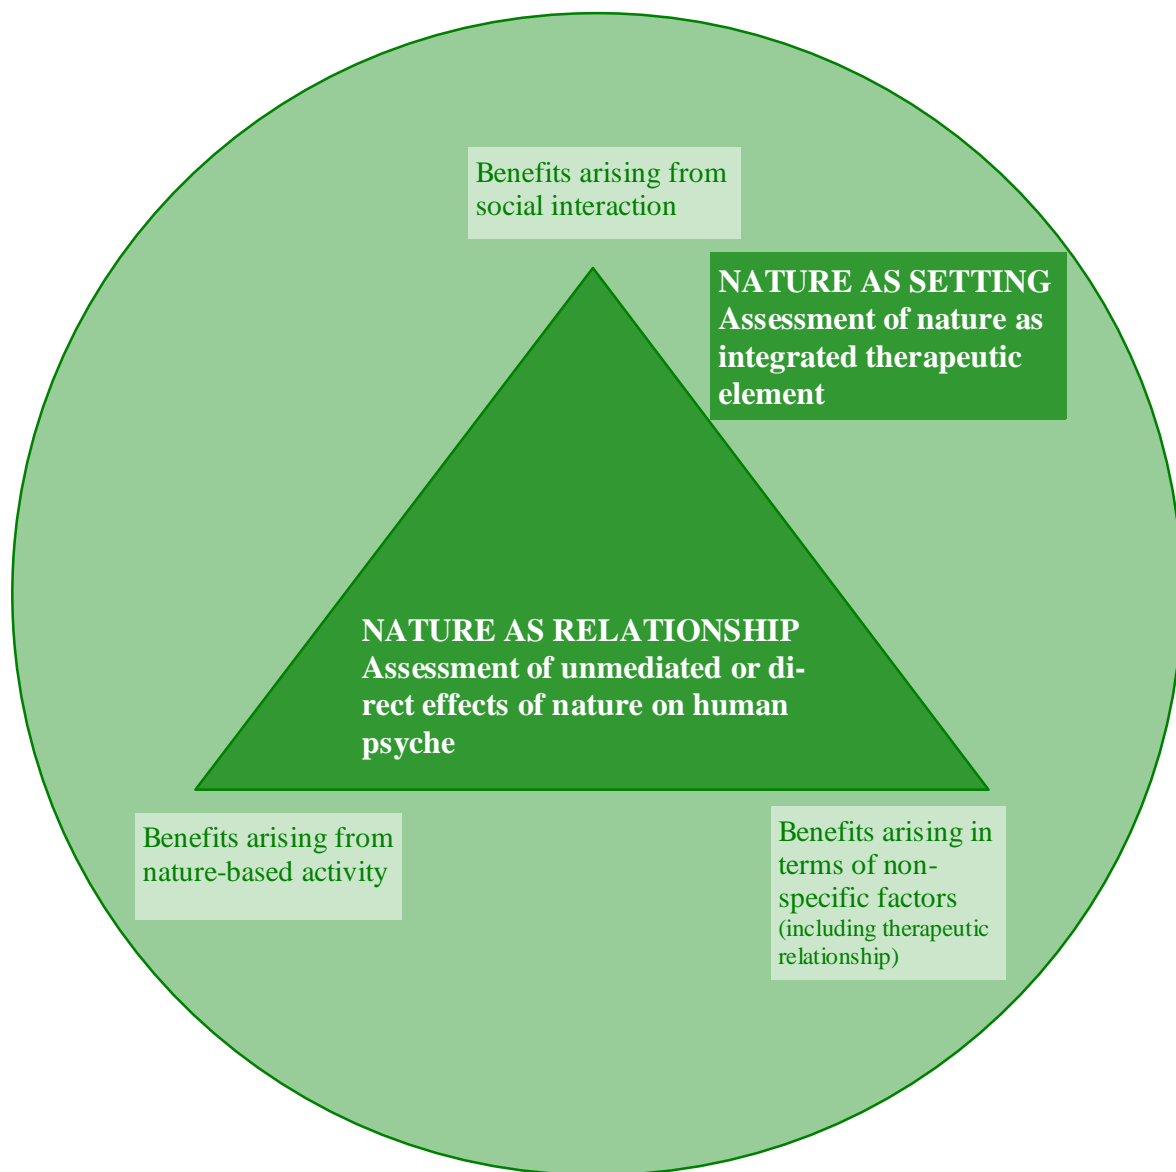 Benefits arising from
social interaction
NATURE AS SETTING
Assessment of nature as
integrated therapeutic
element
NATURE AS RELATIONSHIP
Assessment of unmediated or di-
rect effects of nature on human
psyche
Benefits arising from
nature-based activity
Benefits arising in
terms of non-
specific factors
(including therapeutic
relationship)